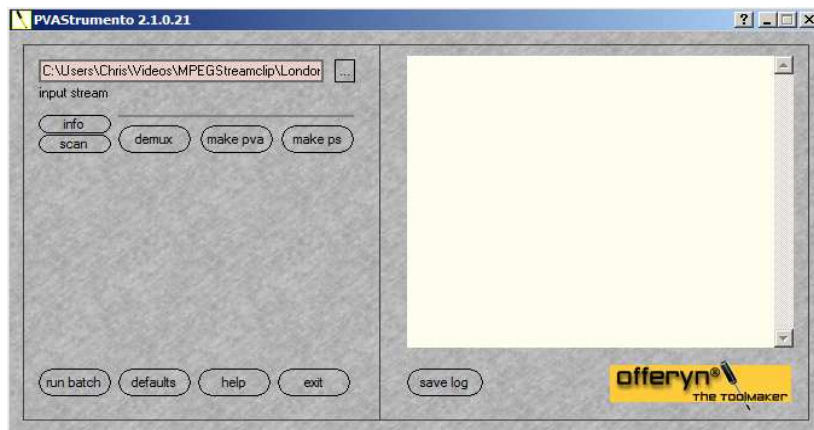 PVAStrumento 2.1.0.21
C:\Users\Chris\Videos\MPEGStreamclip\London
...
input stream
info
scan
demux
make pva
make ps
run batch
defaults
help
exit
save log
offeryn®
The Toolmaker